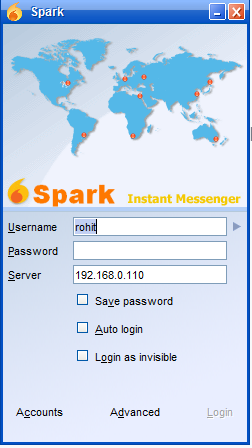 Spark
Spark Instant Messenger
Username rohit
Password
Server 192.168.0.110
Save password
Auto login
Login as invisible
Accounts Advanced Login